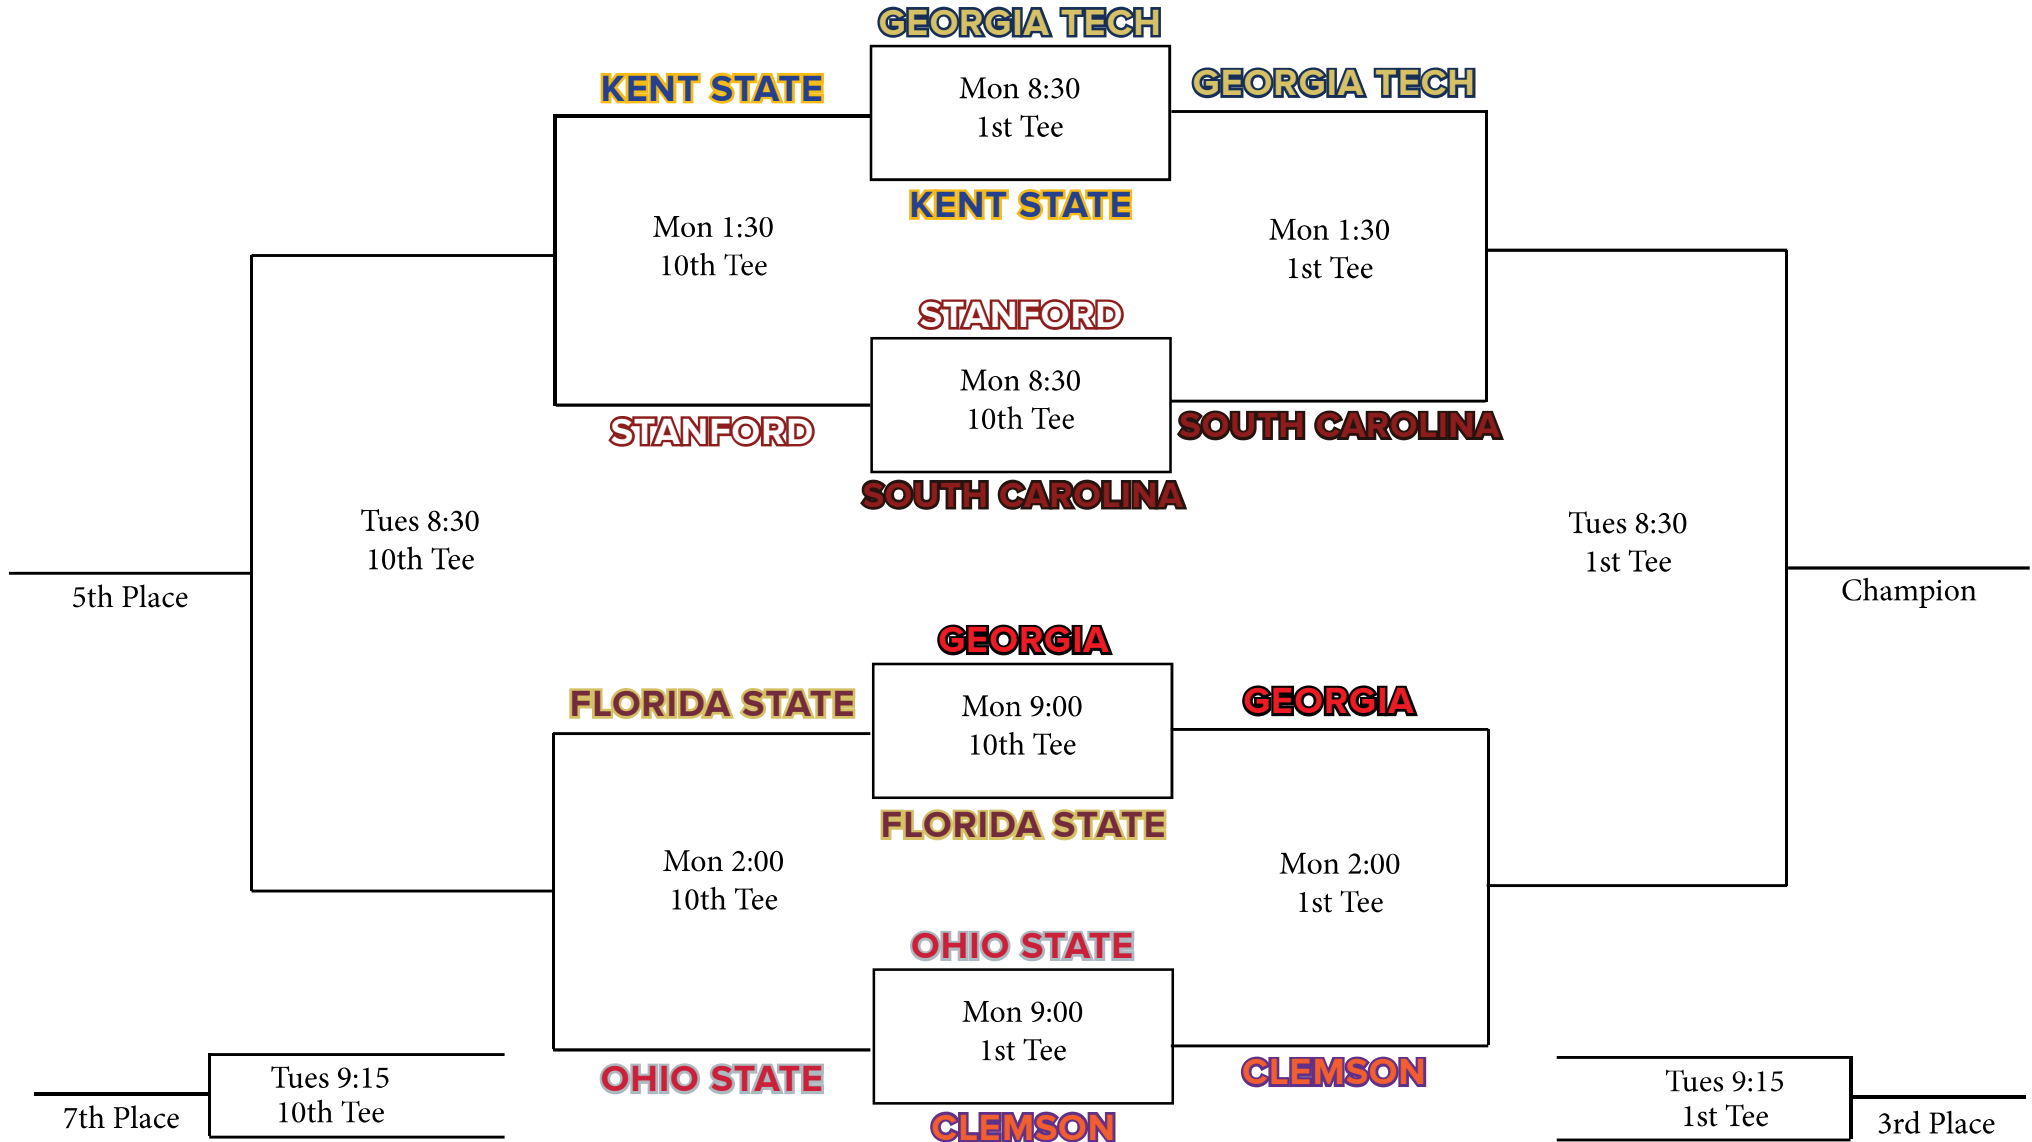 GEORGIA TECH
KENT STATE
Mon 8:30
1st Tee
GEORGIA TECH
KENT STATE
Mon 1:30
10th Tee
Mon 1:30
1st Tee
STANFORD
Mon 8:30
10th Tee
STANFORD
SOUTH CAROLINA
SOUTH CAROLINA
Tues 8:30
10th Tee
Tues 8:30
1st Tee
5th Place
Champion
GEORGIA
FLORIDA STATE
Mon 9:00
10th Tee
GEORGIA
FLORIDA STATE
Mon 2:00
10th Tee
Mon 2:00
1st Tee
OHIO STATE
Mon 9:00
1st Tee
OHIO STATE
CLEMSON
CLEMSON
Tues 9:15
10th Tee
7th Place
Tues 9:15
1st Tee
3rd Place